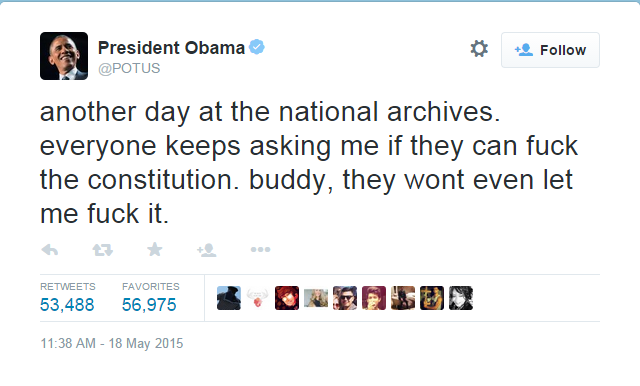 President Obama
@POTUS
Follow
another day at the national archives.
everyone keeps asking me if they can fuck
the constitution. buddy, they wont even let
me fuck it.
RETWEETS FAVORITES
53,488 56,975
11:38 AM - 18 May 2015